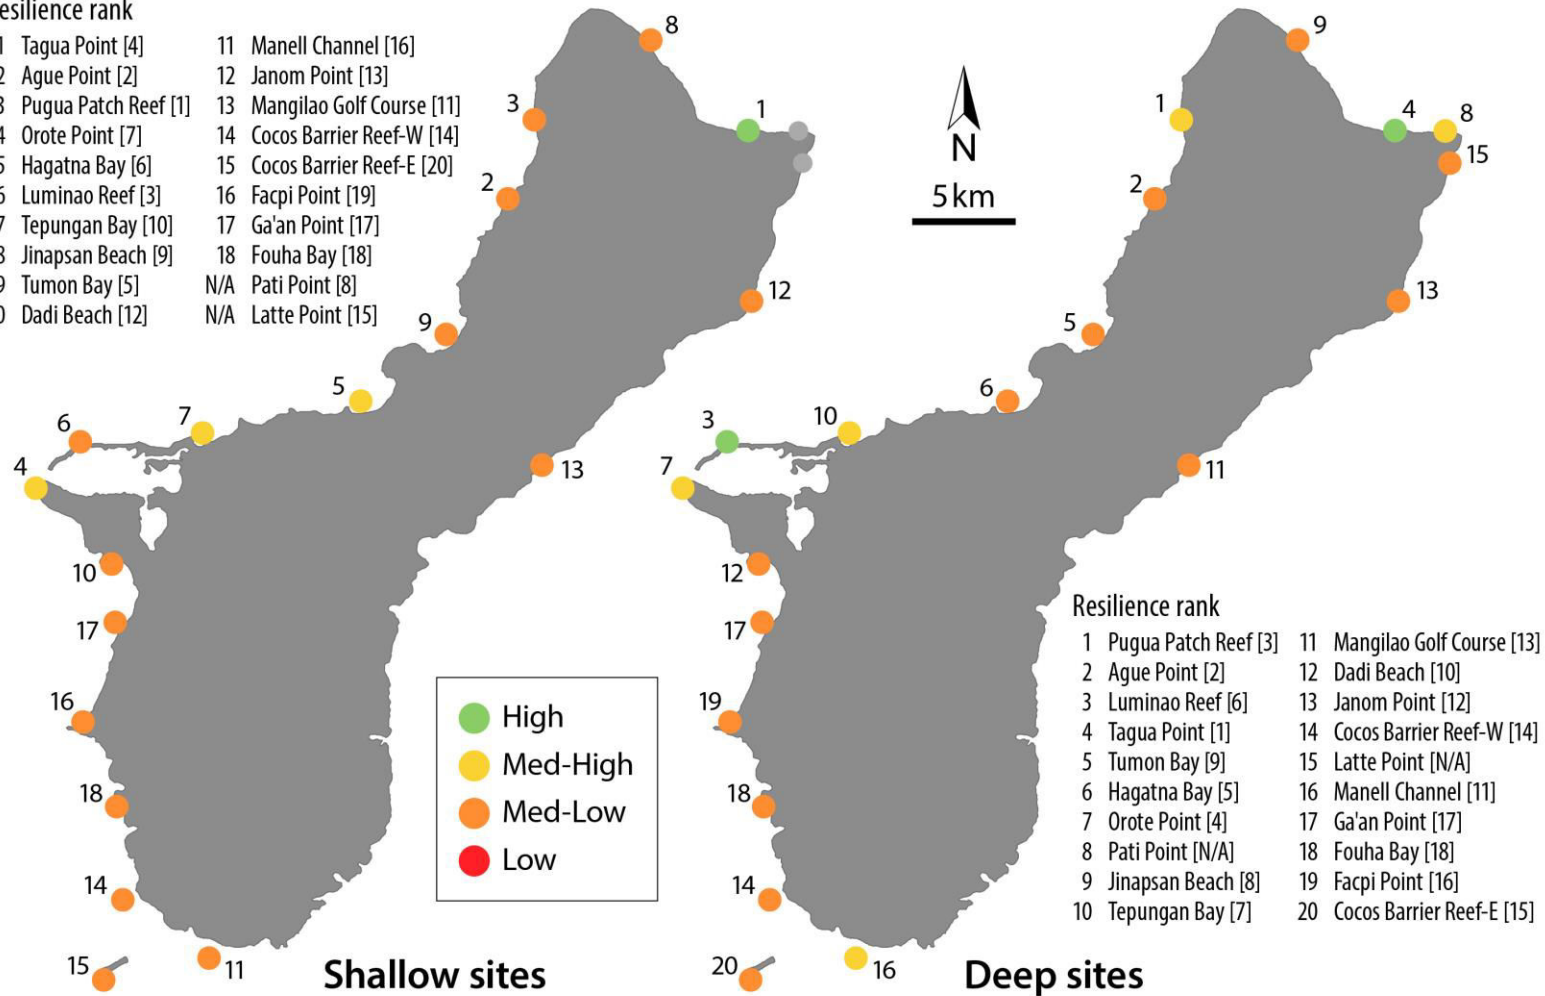 esilience rank
1 Tagua Point [4]
2 Ague Point [2]
3 Pugua Patch Reef [1]
4 Orote Point [7]
5 Hagatna Bay [6]
6 Luminao Reef [3]
7 Tepungan Bay [10]
8 Jinapsan Beach [9]
9 Tumon Bay [5]
0 Dadi Beach [12]
11 Manell Channel [16]
12 Janom Point [13]
13 Mangilao Golf Course [11]
14 Cocos Barrier Reef-W [14]
15 Cocos Barrier Reef-E [20]
16 Facpi Point [19]
17 Ga'an Point [17]
18 Fouha Bay [18]
N/A Pati Point [8]
N/A Latte Point [15]
8
3
1
2
12
9
5
7
6
4
13
10
17
16
18
14
15
11
High
Med-High
Med-Low
Low
Shallow sites
N
5 km
9
1
4
8
15
2
13
5
6
10
3
7
11
12
17
19
18
14
20
16
Resilience rank
1 Pugua Patch Reef [3]
2 Ague Point [2]
3 Luminao Reef [6]
4 Tagua Point [1]
5 Tumon Bay [9]
6 Hagatna Bay [5]
7 Orote Point [4]
8 Pati Point [N/A]
9 Jinapsan Beach [8]
10 Tepungan Bay [7]
11 Mangilao Golf Course [13]
12 Dadi Beach [10]
13 Janom Point [12]
14 Cocos Barrier Reef-W [14]
15 Latte Point [N/A]
16 Manell Channel [11]
17 Ga'an Point [17]
18 Fouha Bay [18]
19 Facpi Point [16]
20 Cocos Barrier Reef-E [15]
Deep sites